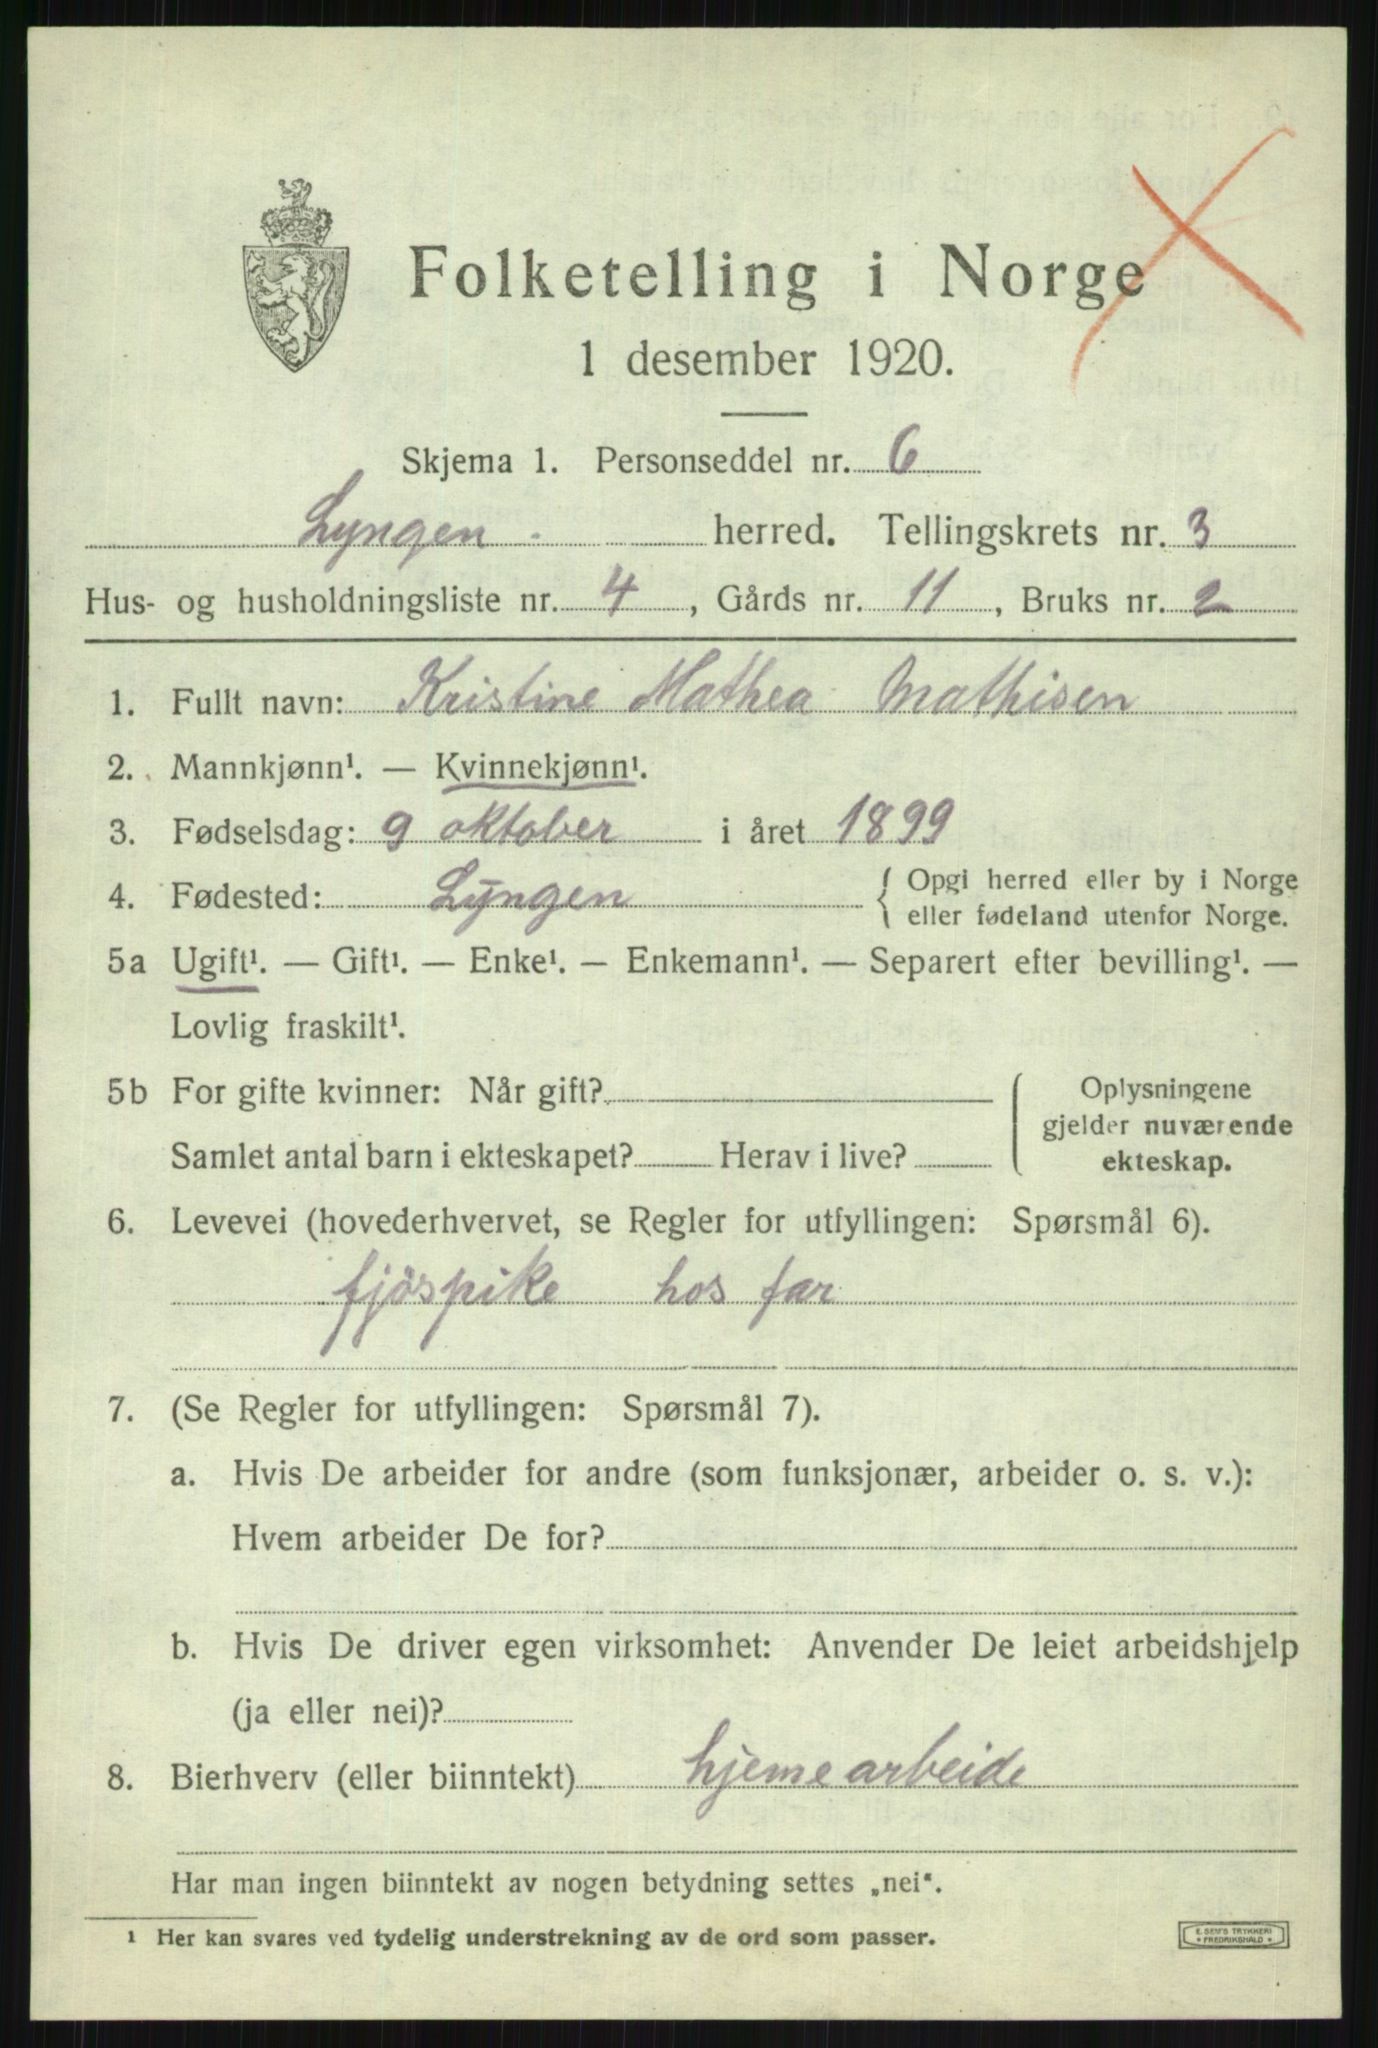 Folketelling i Norge
1 desember 1920.
Skjema 1. Personseddel nr. 6
Lyngen herred. Tellingskrets nr. 3
Hus- og husholdningsliste nr. 4, Gårds nr. 11, Bruks nr. 2
1. Fullt navn: Kristine Mathea Mathisen
2. Mannkjønn¹. — Kvinnekjønn¹.
3. Fødselsdag: 9 oktober i året 1899
4. Fødested: Lyngen { Opgi herred eller by i Norge
eller fødeland utenfor Norge.
5a Ugift¹. — Gift¹. — Enke¹. — Enkemann¹. — Separert efter bevilling¹. —
Lovlig fraskilt¹.
5b For gifte kvinner: Når gift?
Samlet antal barn i ekteskapet? Herav i live?
Oplysningene
gjelder nuværende
ekteskap.
6. Levevei (hovederhvervet, se Regler for utfyllingen: Spørsmål 6).
fjöspike hos far
7. (Se Regler for utfyllingen: Spørsmål 7).
a. Hvis De arbeider for andre (som funksjonær, arbeider o. s. v.):
Hvem arbeider De for?
b. Hvis De driver egen virksomhet: Anvender De leiet arbeidshjelp
(ja eller nei)?
8. Bierhverv (eller biinntekt) hjemearbeide
Har man ingen biinntekt av nogen betydning settes „nei“.
¹ Her kan svares ved tydelig understrekning av de ord som passer.
E. SEM'S TRYKKERI
* FREDRIKSHALD *